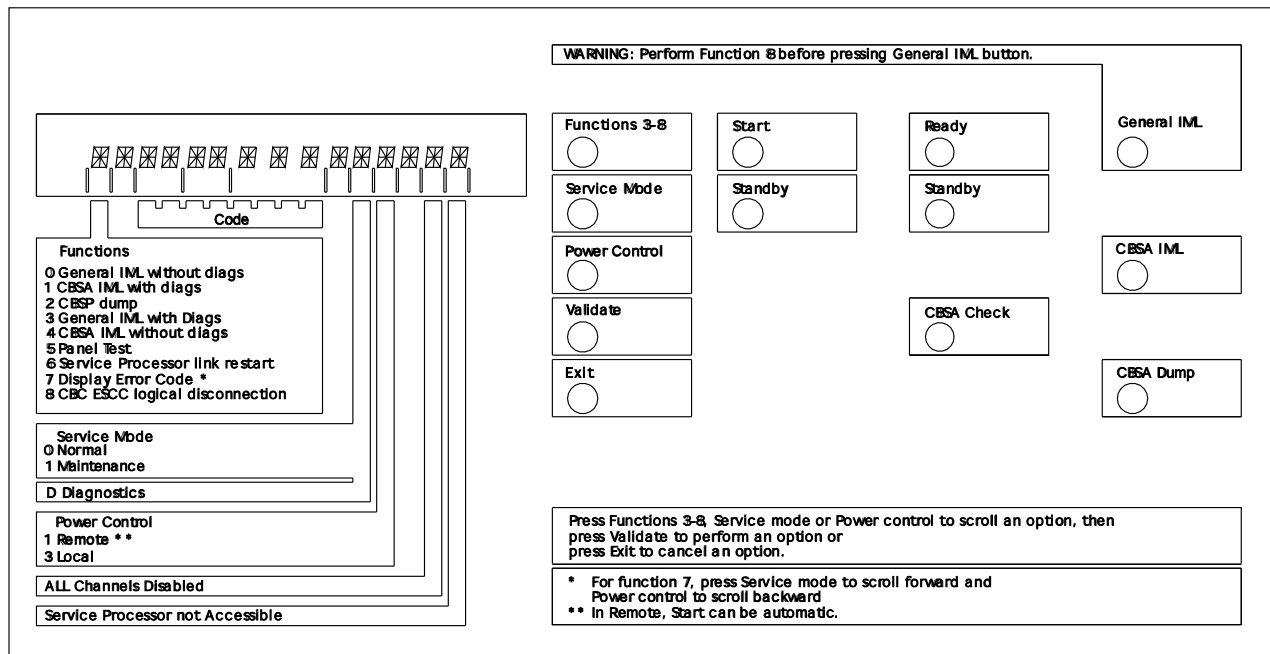 WARNING: Perform Function 8 before pressing General IML button.
Functions 3-8
Start
Ready
General IML
Service Mode
Standby
Standby
Code
Power Control
CBSA IML
Functions
0 General IML without diags
1 CBSA IML with diags
2 CBSP dump
3 General IML with Diags
4 CBSA IML without diags
5 Panel Test
6 Service Processor link restart
7 Display Error Code *
8 CBC ESCC logical disconnection
Validate
CBSA Check
Exit
CBSA Dump
Service Mode
0 Normal
1 Maintenance
D Diagnostics
Power Control
1 Remote **
3 Local
ALL Channels Disabled
Service Processor not Accessible
Press Functions 3-8, Service mode or Power control to scroll an option, then
press Validate to perform an option or
press Exit to cancel an option.
* For function 7, press Service mode to scroll forward and
Power control to scroll backward
** In Remote, Start can be automatic.